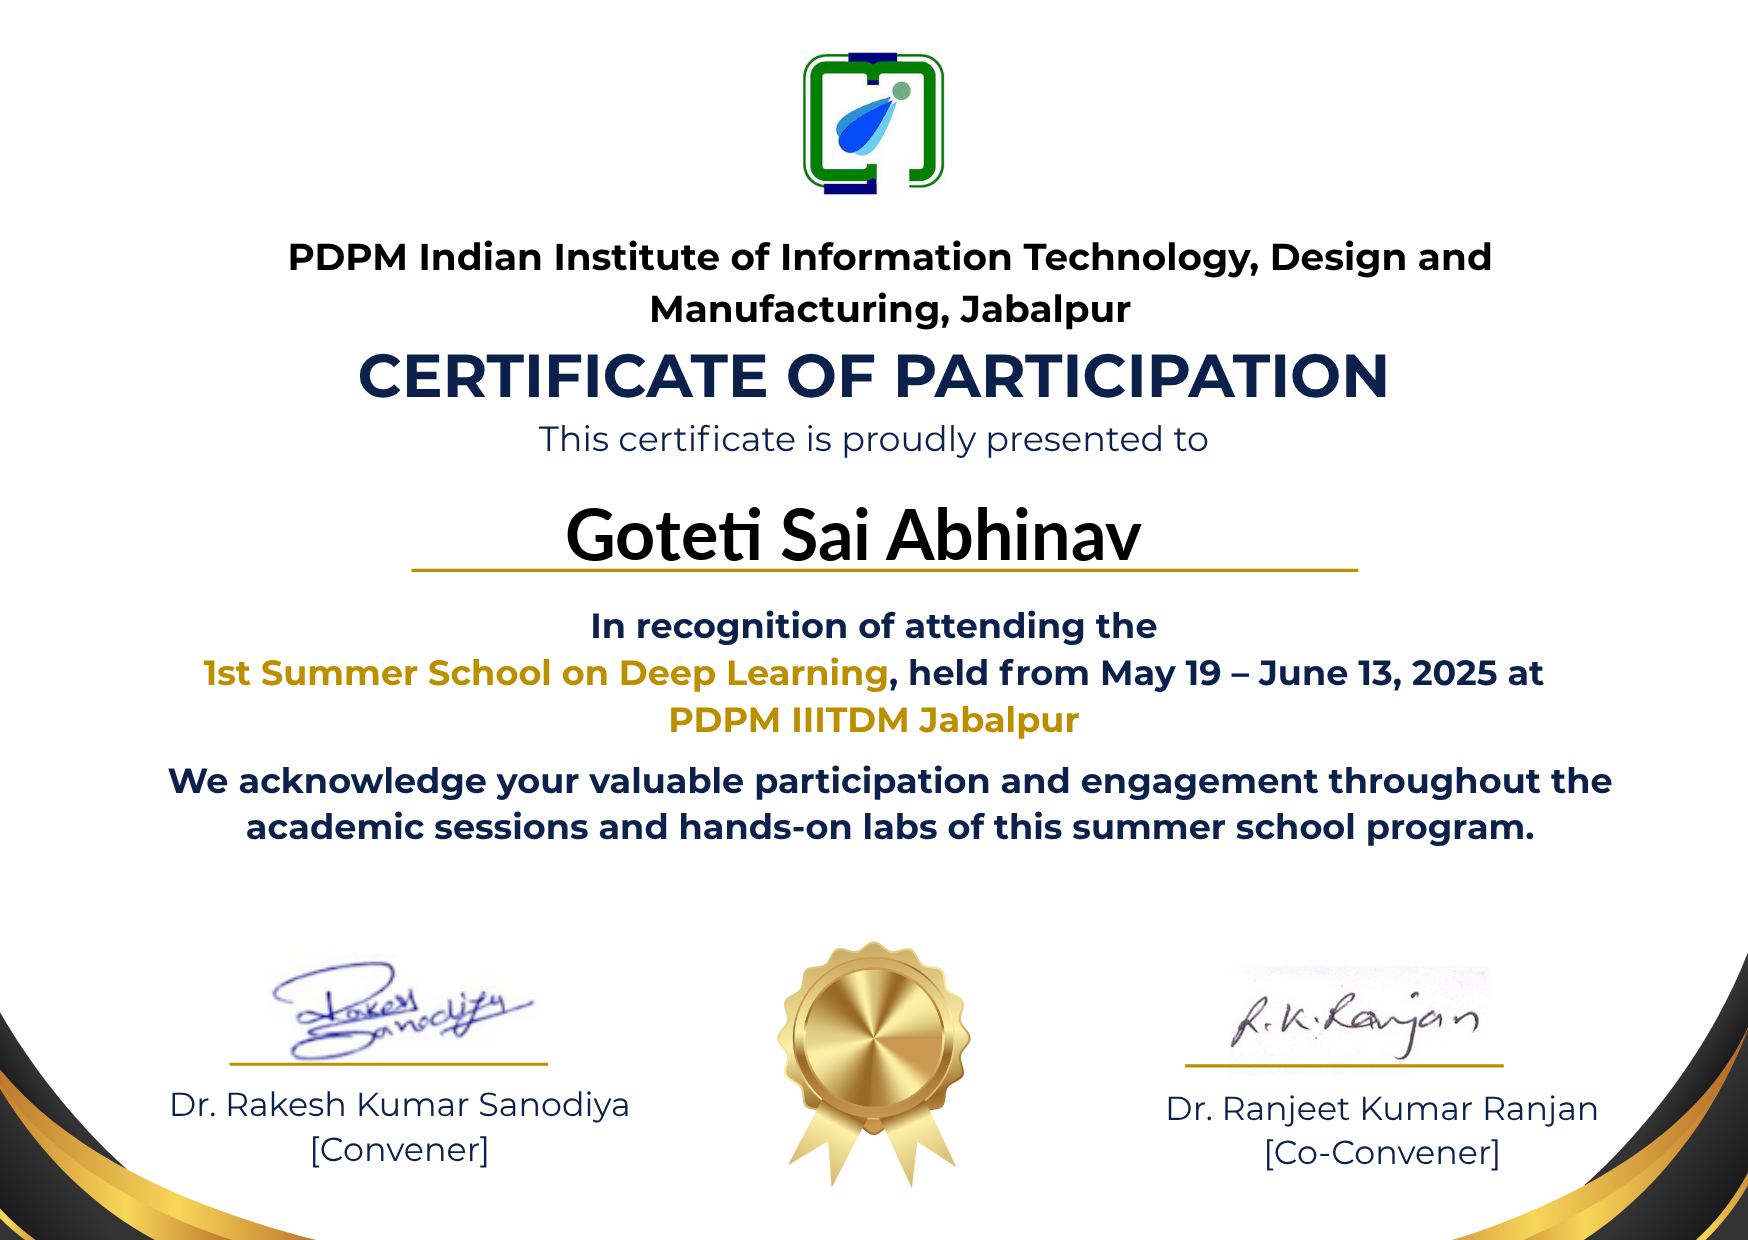 PDPM Indian Institute of Information Technology, Design and
Manufacturing, Jabalpur
CERTIFICATE OF PARTICIPATION
This certificate is proudly presented to
Goteti Sai Abhinav
In recognition of attending the
1st Summer School on Deep Learning, held from May 19 – June 13, 2025 at
PDPM IIITDM Jabalpur
We acknowledge your valuable participation and engagement throughout the
academic sessions and hands-on labs of this summer school program.
Rakesh
Sanodiya
R.K.Ranjan
Dr. Rakesh Kumar Sanodiya
[Convener]
Dr. Ranjeet Kumar Ranjan
[Co-Convener]